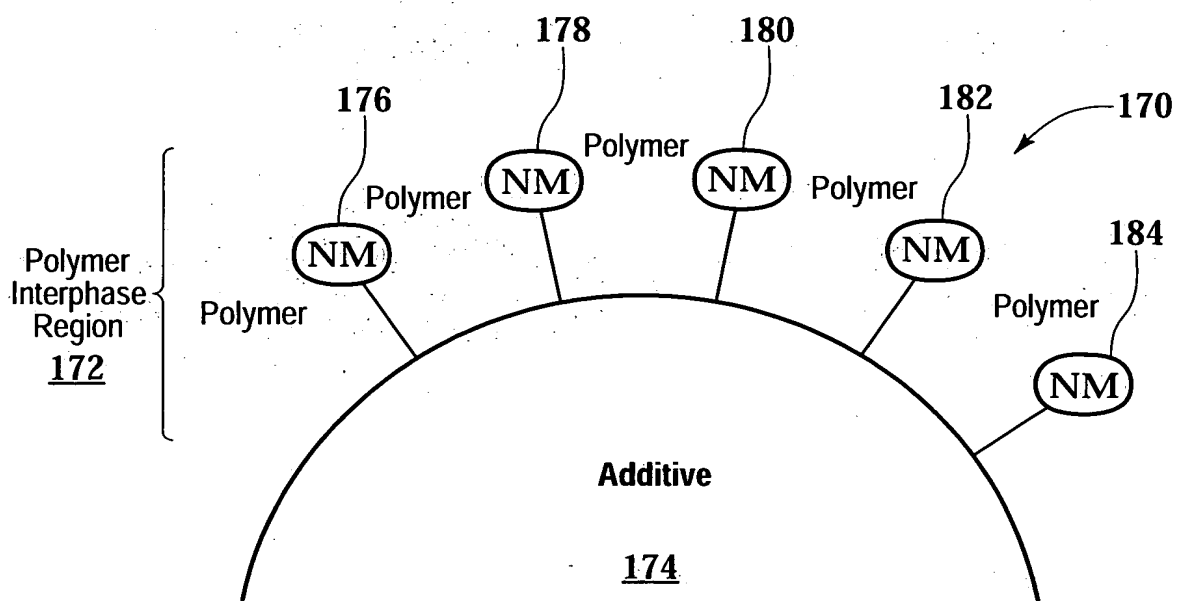 178
180
176
182
170
Polymer
NM
NM
Polymer
Polymer
184
NM
NM
Polymer
Interphase
Region
172
Polymer
Polymer
NM
Additive
174